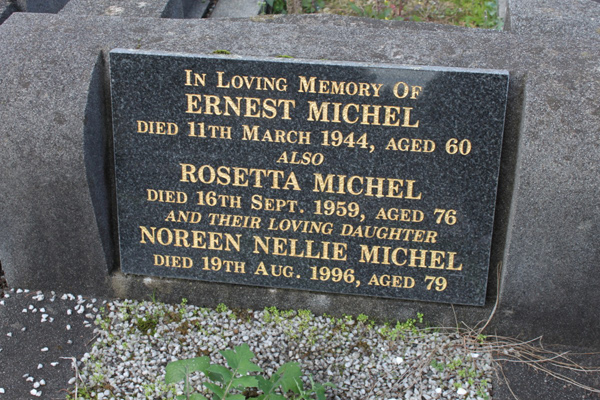 In Loving Memory Of
ERNEST MICHEL
DIED 11TH MARCH 1944, AGED 60
ALSO
ROSETTA MICHEL
DIED 16TH SEPT. 1959, AGED 76
AND THEIR LOVING DAUGHTER
NOREEN NELLIE MICHEL
DIED 19TH AUG. 1996, AGED 79